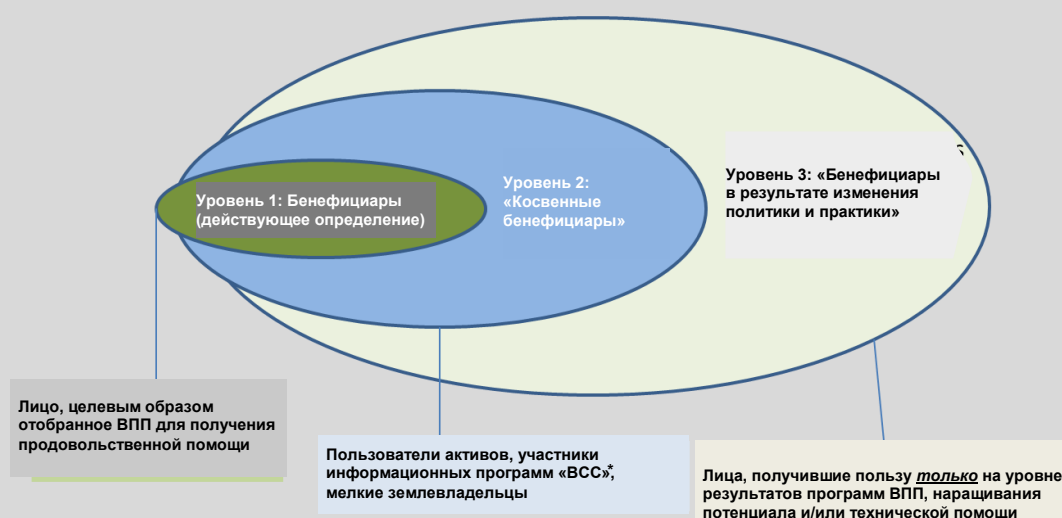 Уровень 1: Бенефициары
(действующее определение)
Уровень 2:
«Косвенные
бенефициары»
Уровень 3: «Бенефициары
в результате изменения
политики и практики»
Лицо, целевым образом
отобранное ВПП для получения
продовольственной помощи
Пользователи активов, участники
информационных программ «ВСС»*,
мелкие землевладельцы
Лица, получившие пользу только на уровне
результатов программ ВПП, наращивания
потенциала и/или технической помощи